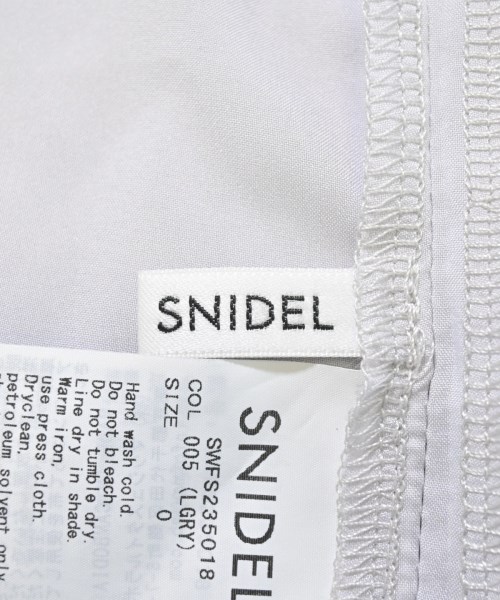 SNIDEL
SNIDEL
SWFS235018
COL 005 (LGRY)
SIZE 0
Hand wash cold.
Do not bleach.
Do not tumble dry.
Line dry in shade.
Warm iron,
use press cloth.
Dryclean,
petroleum solvent only